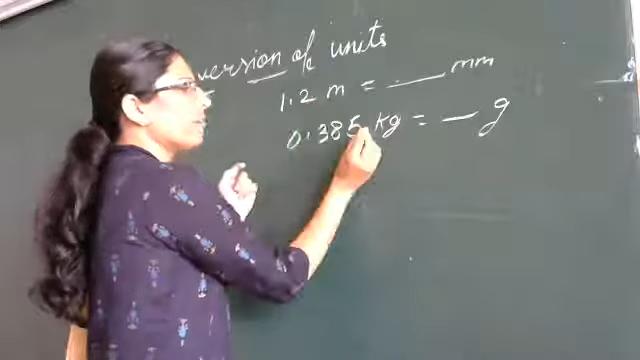 version of units
1.2 m = ___ mm
0.385 kg = __ g